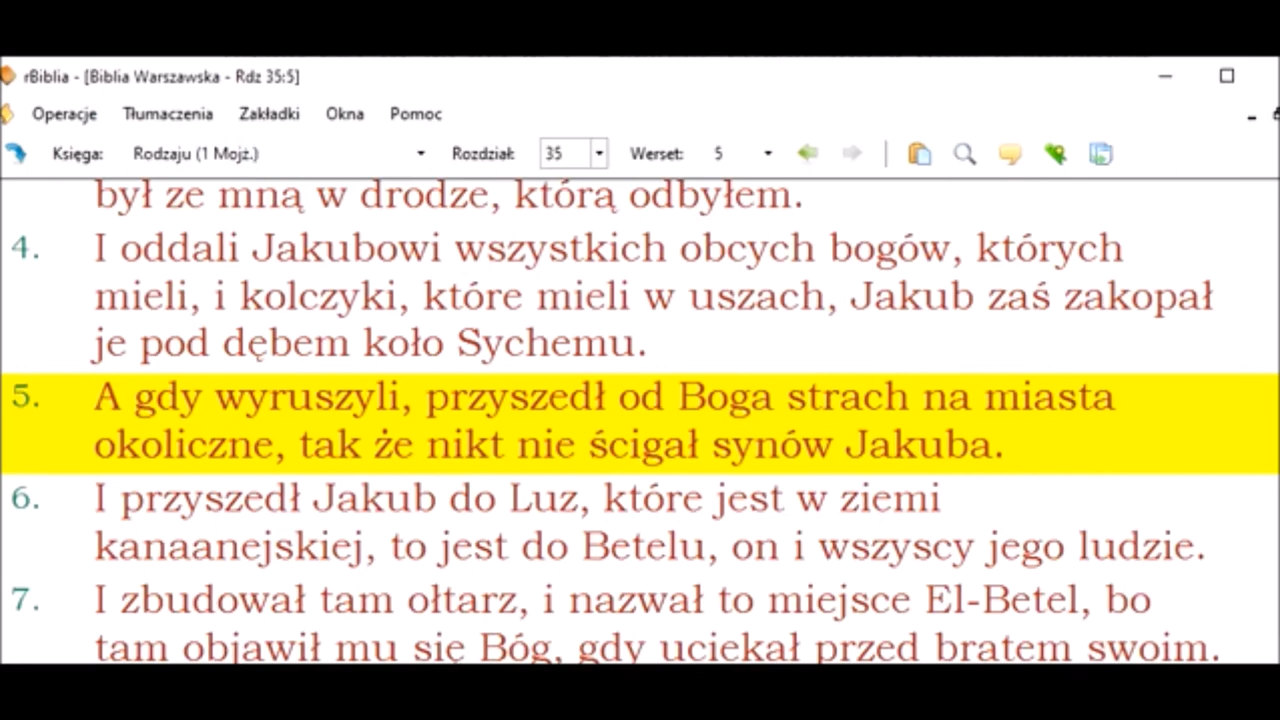 rBiblia - [Biblia Warszawska - Rdz 35:5]
Operacje Tłumaczenia Zakładki Okna Pomoc
Księga: Rodzaju (1 Mojż.) Rozdział: 35 Werset: 5
był ze mną w drodze, którą odbyłem.
4. I oddali Jakubowi wszystkich obcych bogów, których
mieli, i kolczyki, które mieli w uszach, Jakub zaś zakopał
je pod dębem koło Sychemu.
5. A gdy wyruszyli, przyszedł od Boga strach na miasta
okoliczne, tak że nikt nie ścigał synów Jakuba.
6. I przyszedł Jakub do Luz, które jest w ziemi
kanaanejskiej, to jest do Betelu, on i wszyscy jego ludzie.
7. I zbudował tam ołtarz, i nazwał to miejsce El-Betel, bo
tam objawił mu się Bóg, gdy uciekał przed bratem swoim.